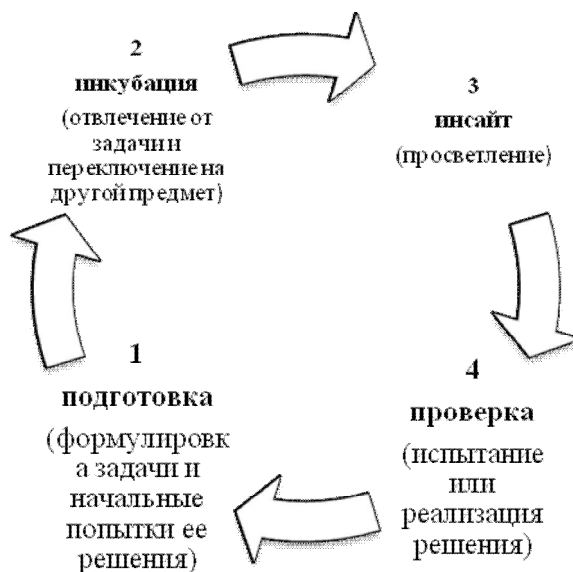 2
инкубация
(отвлечение от
задачи и
переключение на
другой предмет)
3
инсайт
(просветление)
1
подготовка
(формулировк
а задачи и
начальные
попытки ее
решения)
4
проверка
(испытание
или
реализация
решения)